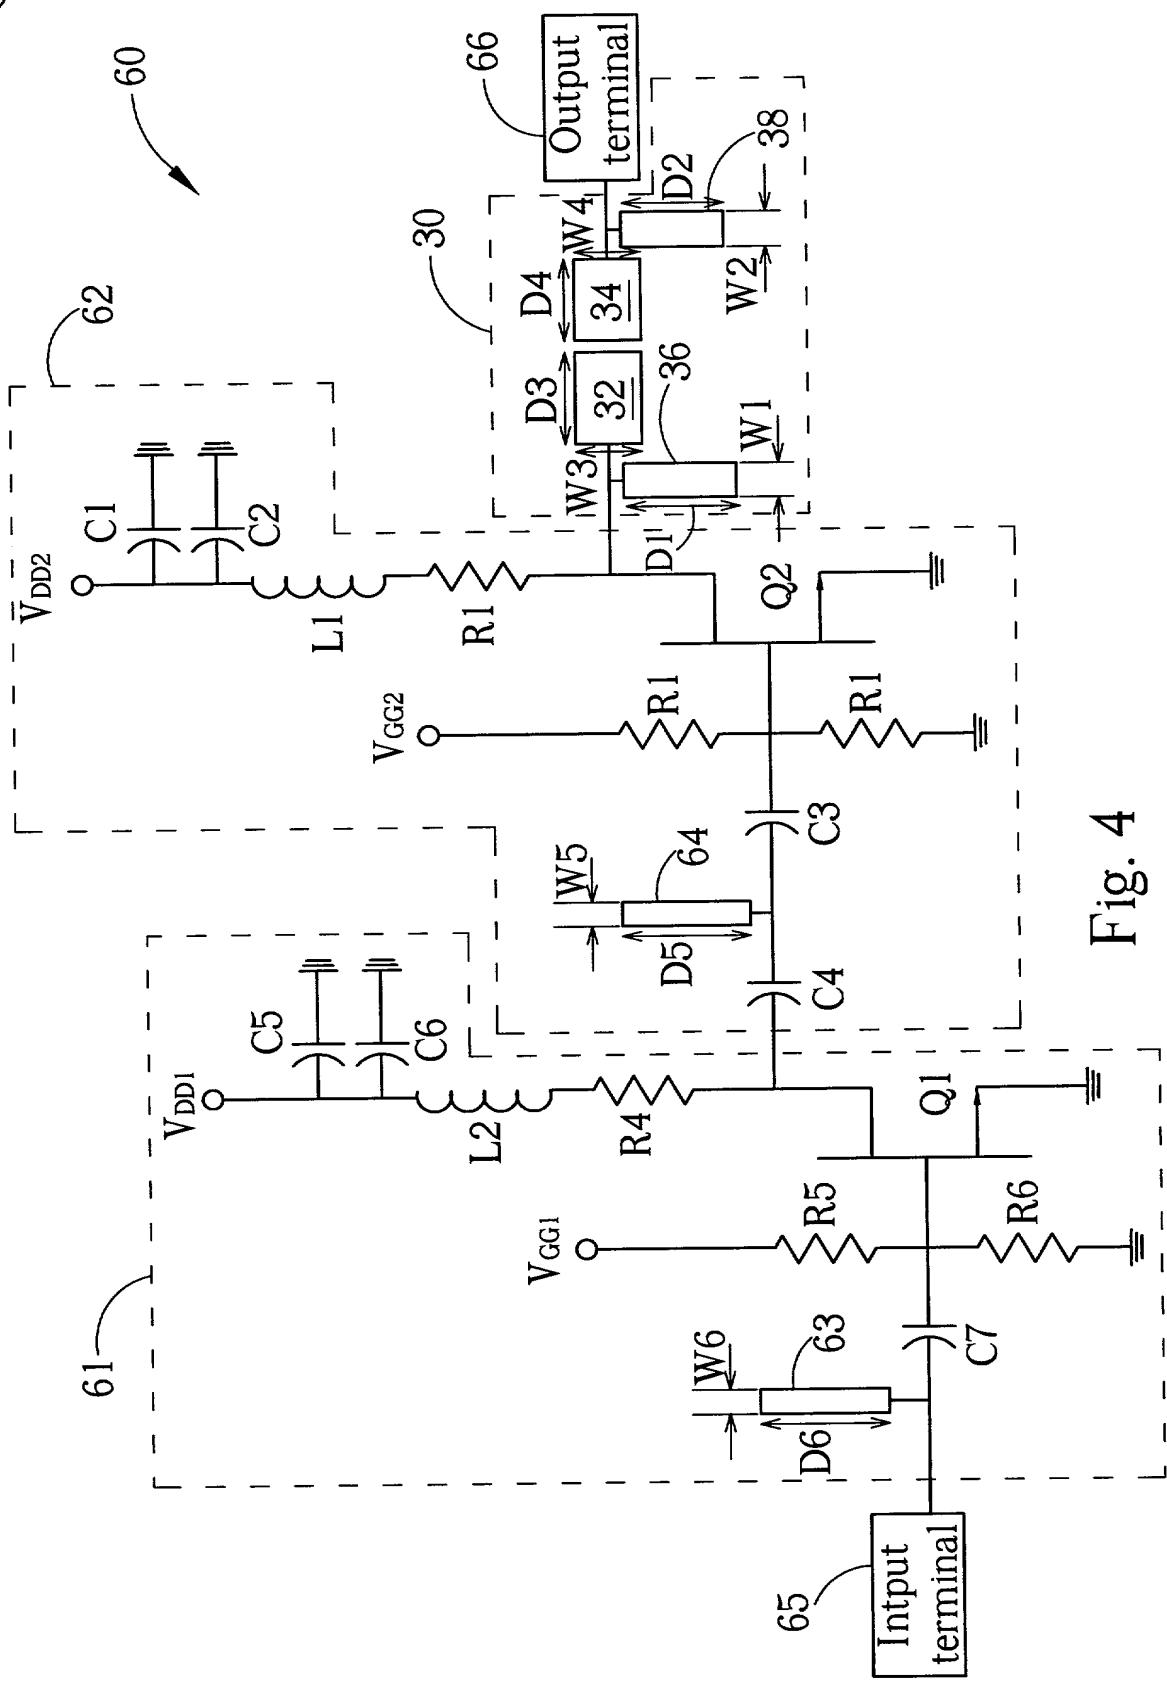 60
62
C1
C2
VDD2
L1
R1
VGG2
R1
R1
Q2
C3
C4
64
W5
D5
30
66
Output
terminal
D4
W4
34
D3
W3
32
D2
38
W2
36
W1
D1
61
C5
C6
VDD1
L2
R4
VGG1
R5
R6
Q1
C7
63
W6
D6
65
Intput
terminal
Fig. 4